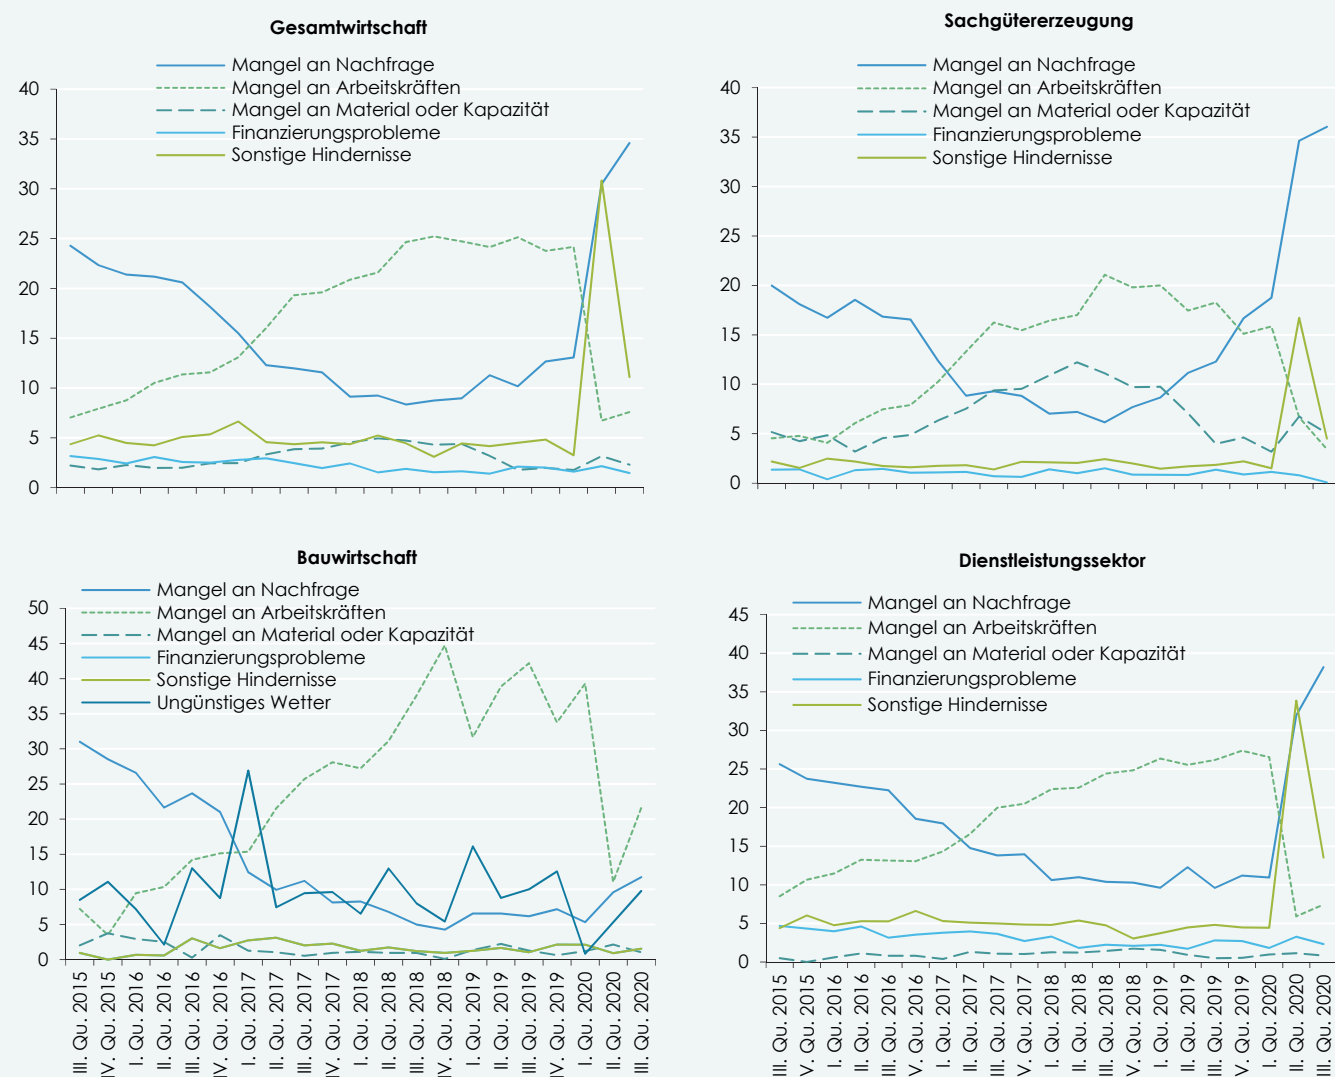 Gesamtwirtschaft
Mangel an Nachfrage
Mangel an Arbeitskräften
Mangel an Material oder Kapazität
Finanzierungsprobleme
Sonstige Hindernisse
40
35
30
25
20
15
10
5
0
Sachgütererzeugung
Mangel an Nachfrage
Mangel an Arbeitskräften
Mangel an Material oder Kapazität
Finanzierungsprobleme
Sonstige Hindernisse
40
35
30
25
20
15
10
5
0
Bauwirtschaft
Mangel an Nachfrage
Mangel an Arbeitskräften
Mangel an Material oder Kapazität
Finanzierungsprobleme
Sonstige Hindernisse
Ungünstiges Wetter
50
45
40
35
30
25
20
15
10
5
0
III. Qu. 2015
IV. Qu. 2015
I. Qu. 2016
II. Qu. 2016
III. Qu. 2016
IV. Qu. 2016
I. Qu. 2017
II. Qu. 2017
III. Qu. 2017
IV. Qu. 2017
I. Qu. 2018
II. Qu. 2018
III. Qu. 2018
IV. Qu. 2018
I. Qu. 2019
II. Qu. 2019
III. Qu. 2019
IV. Qu. 2019
I. Qu. 2020
II. Qu. 2020
III. Qu. 2020
Dienstleistungssektor
Mangel an Nachfrage
Mangel an Arbeitskräften
Mangel an Material oder Kapazität
Finanzierungsprobleme
Sonstige Hindernisse
45
40
35
30
25
20
15
10
5
0
III. Qu. 2015
V. Qu. 2015
I. Qu. 2016
II. Qu. 2016
III. Qu. 2016
V. Qu. 2016
I. Qu. 2017
II. Qu. 2017
III. Qu. 2017
V. Qu. 2017
I. Qu. 2018
II. Qu. 2018
III. Qu. 2018
V. Qu. 2018
I. Qu. 2019
II. Qu. 2019
III. Qu. 2019
V. Qu. 2019
I. Qu. 2020
II. Qu. 2020
III. Qu. 2020